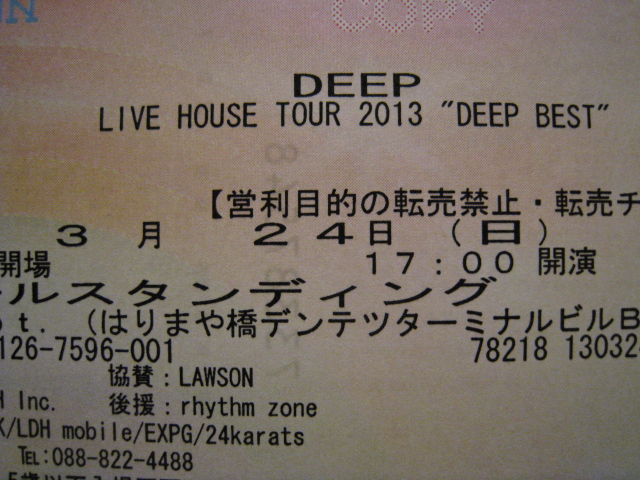 COPY
DEEP
LIVE HOUSE TOUR 2013 "DEEP BEST"
【営利目的の転売禁止・転売チ
3 月 24日 (日)
開場 17:00 開演
ールスタンディング
ot. (はりまや橋デンテツターミナルビルB
126-7596-001 78218 13032
協賛:LAWSON
H Inc. 後援:rhythm zone
K/LDH mobile/EXPG/24karats
℡:088-822-4488